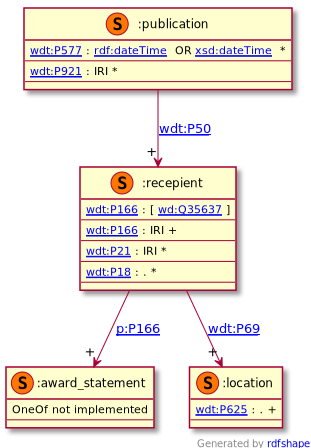 S :publication
wdt:P577 : rdf:dateTime OR xsd:dateTime *
wdt:P921 : IRI *
wdt:P50
+
S :recepient
wdt:P166 : [ wd:Q35637 ]
wdt:P166 : IRI +
wdt:P21 : IRI *
wdt:P18 : . *
p:P166 wdt:P69
+ +
S :award_statement S :location
OneOf not implemented wdt:P625 : . +
Generated by rdfshape